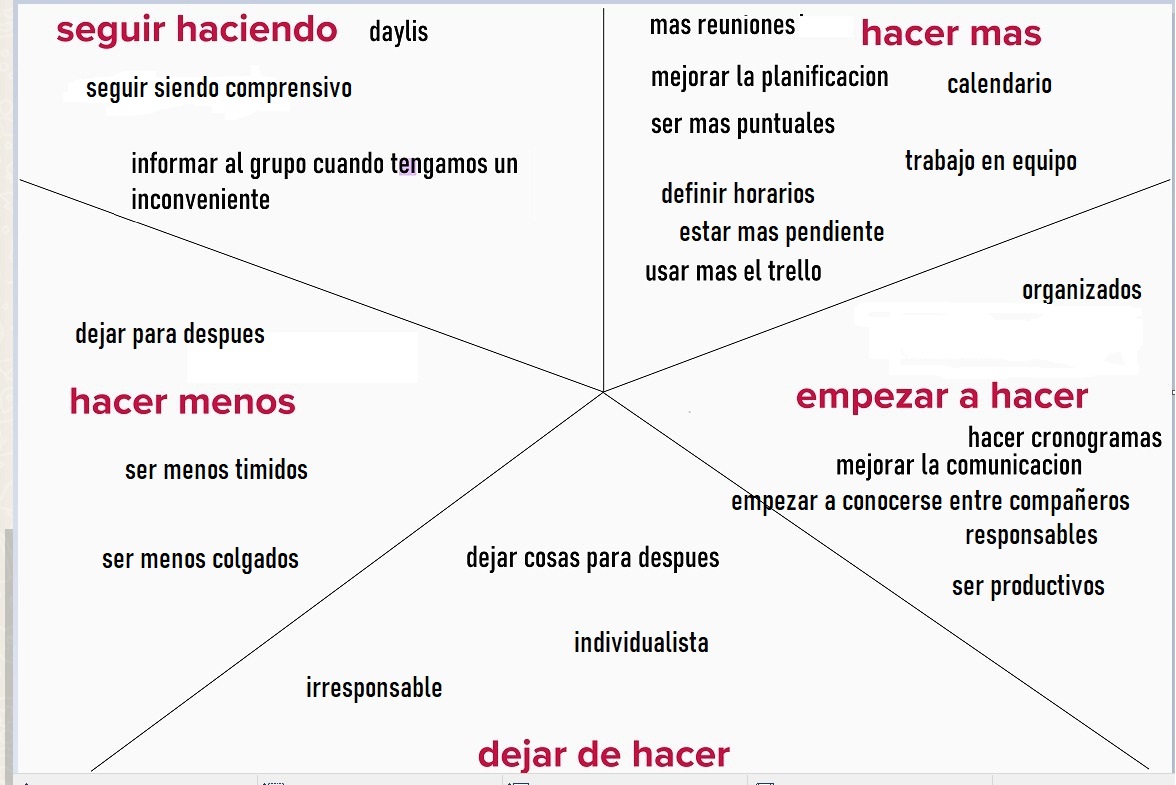 seguir haciendo
daylis
seguir siendo comprensivo
informar al grupo cuando tengamos un
inconveniente
mas reuniones
hacer mas
mejorar la planificacion
calendario
ser mas puntuales
trabajo en equipo
definir horarios
estar mas pendiente
usar mas el trello
organizados
empezar a hacer
hacer cronogramas
mejorar la comunicacion
empezar a conocerse entre compañeros
responsables
ser productivos
dejar para despues
hacer menos
ser menos timidos
ser menos colgados
dejar cosas para despues
individualista
irresponsable
dejar de hacer